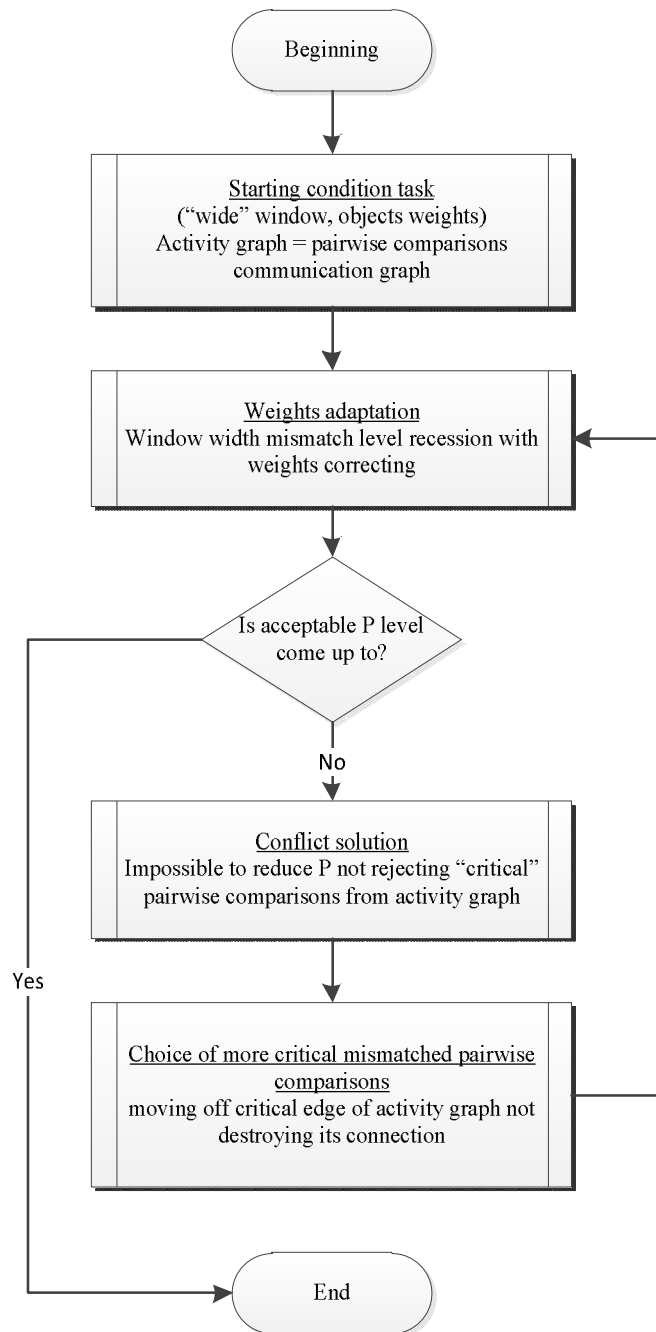 Beginning
Starting condition task
(“wide” window, objects weights)
Activity graph = pairwise comparisons
communication graph
Weights adaptation
Window width mismatch level recession with
weights correcting
Is acceptable P level
come up to?
No
Conflict solution
Impossible to reduce P not rejecting “critical”
pairwise comparisons from activity graph
Yes
Choice of more critical mismatched pairwise
comparisons
moving off critical edge of activity graph not
destroying its connection
End